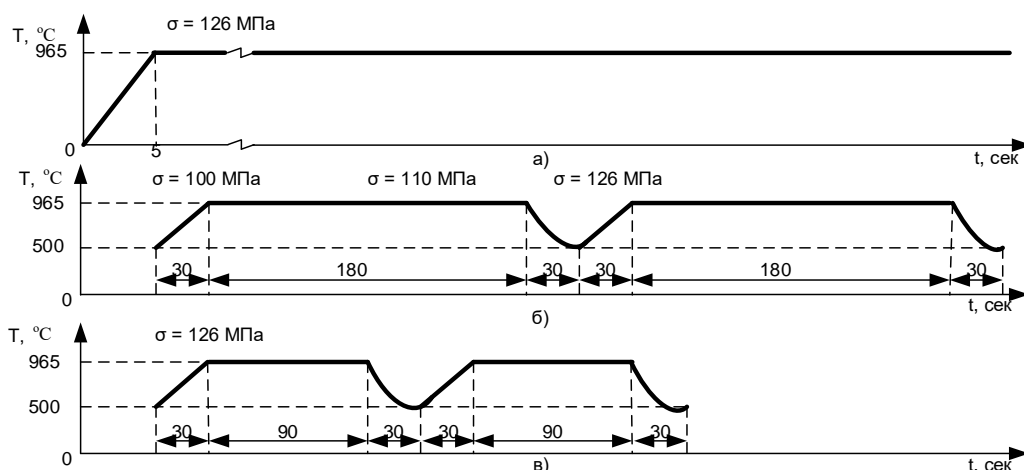 σ = 126 МПа
T, °C
965
0
5
а)
t, сек
T, °C
σ = 100 МПа σ = 110 МПа σ = 126 МПа
965
500
30 180 30 30 180 30
0
б)
t, сек
T, °C
σ = 126 МПа
965
500
30 90 30 30 90 30
0
в)
t, сек